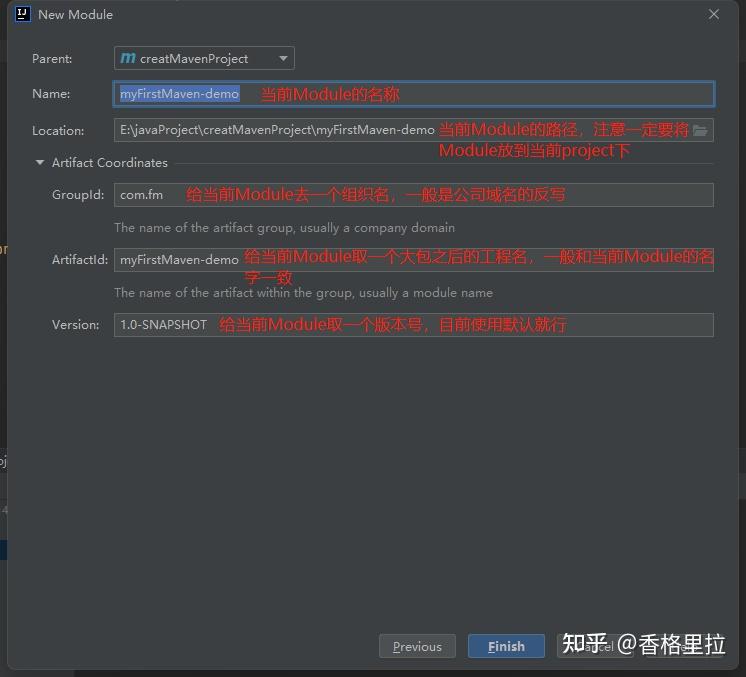 New Module
Parent: m creatMavenProject
Name: myFirstMaven-demo 当前Module的名称
Location: E:\javaProject\creatMavenProject\myFirstMaven-demo 当前Module的路径，注意一定要将
Module放到当前project下
Artifact Coordinates
GroupId: com.fm 给当前Module去一个组织名，一般是公司域名的反写
The name of the artifact group, usually a company domain
ArtifactId: myFirstMaven-demo 给当前Module取一个大包之后的工程名，一般和当前Module的名
字一致
The name of the artifact within the group, usually a module name
Version: 1.0-SNAPSHOT 给当前Module取一个版本号，目前使用默认就行
Previous Finish Cancel
知乎 @香格里拉